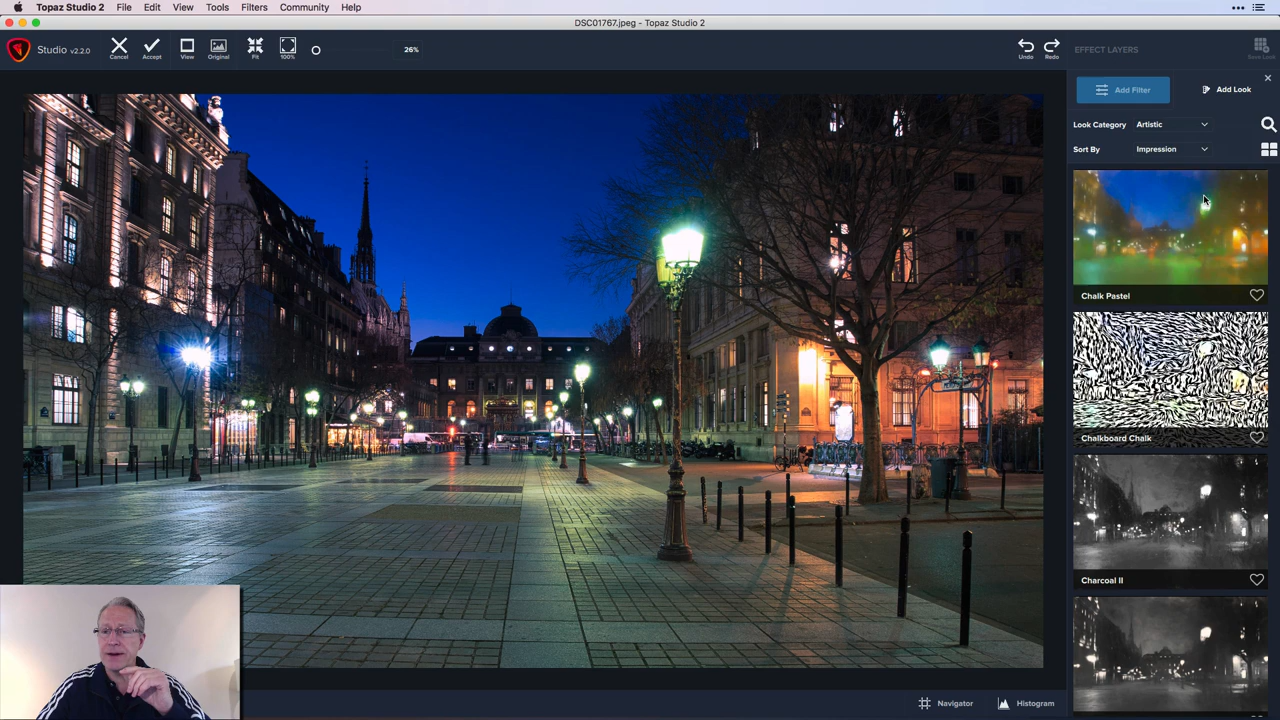 Topaz Studio 2 File Edit View Tools Filters Community Help
DSC01767.jpeg - Topaz Studio 2
Studio v2.2.0
Cancel Accept View Original Fit 100% 26% Undo Redo
EFFECT LAYERS
Save Look
Add Filter Add Look
Look Category Artistic
Sort By Impression
Chalk Pastel
Chalkboard Chalk
Charcoal II
Navigator Histogram